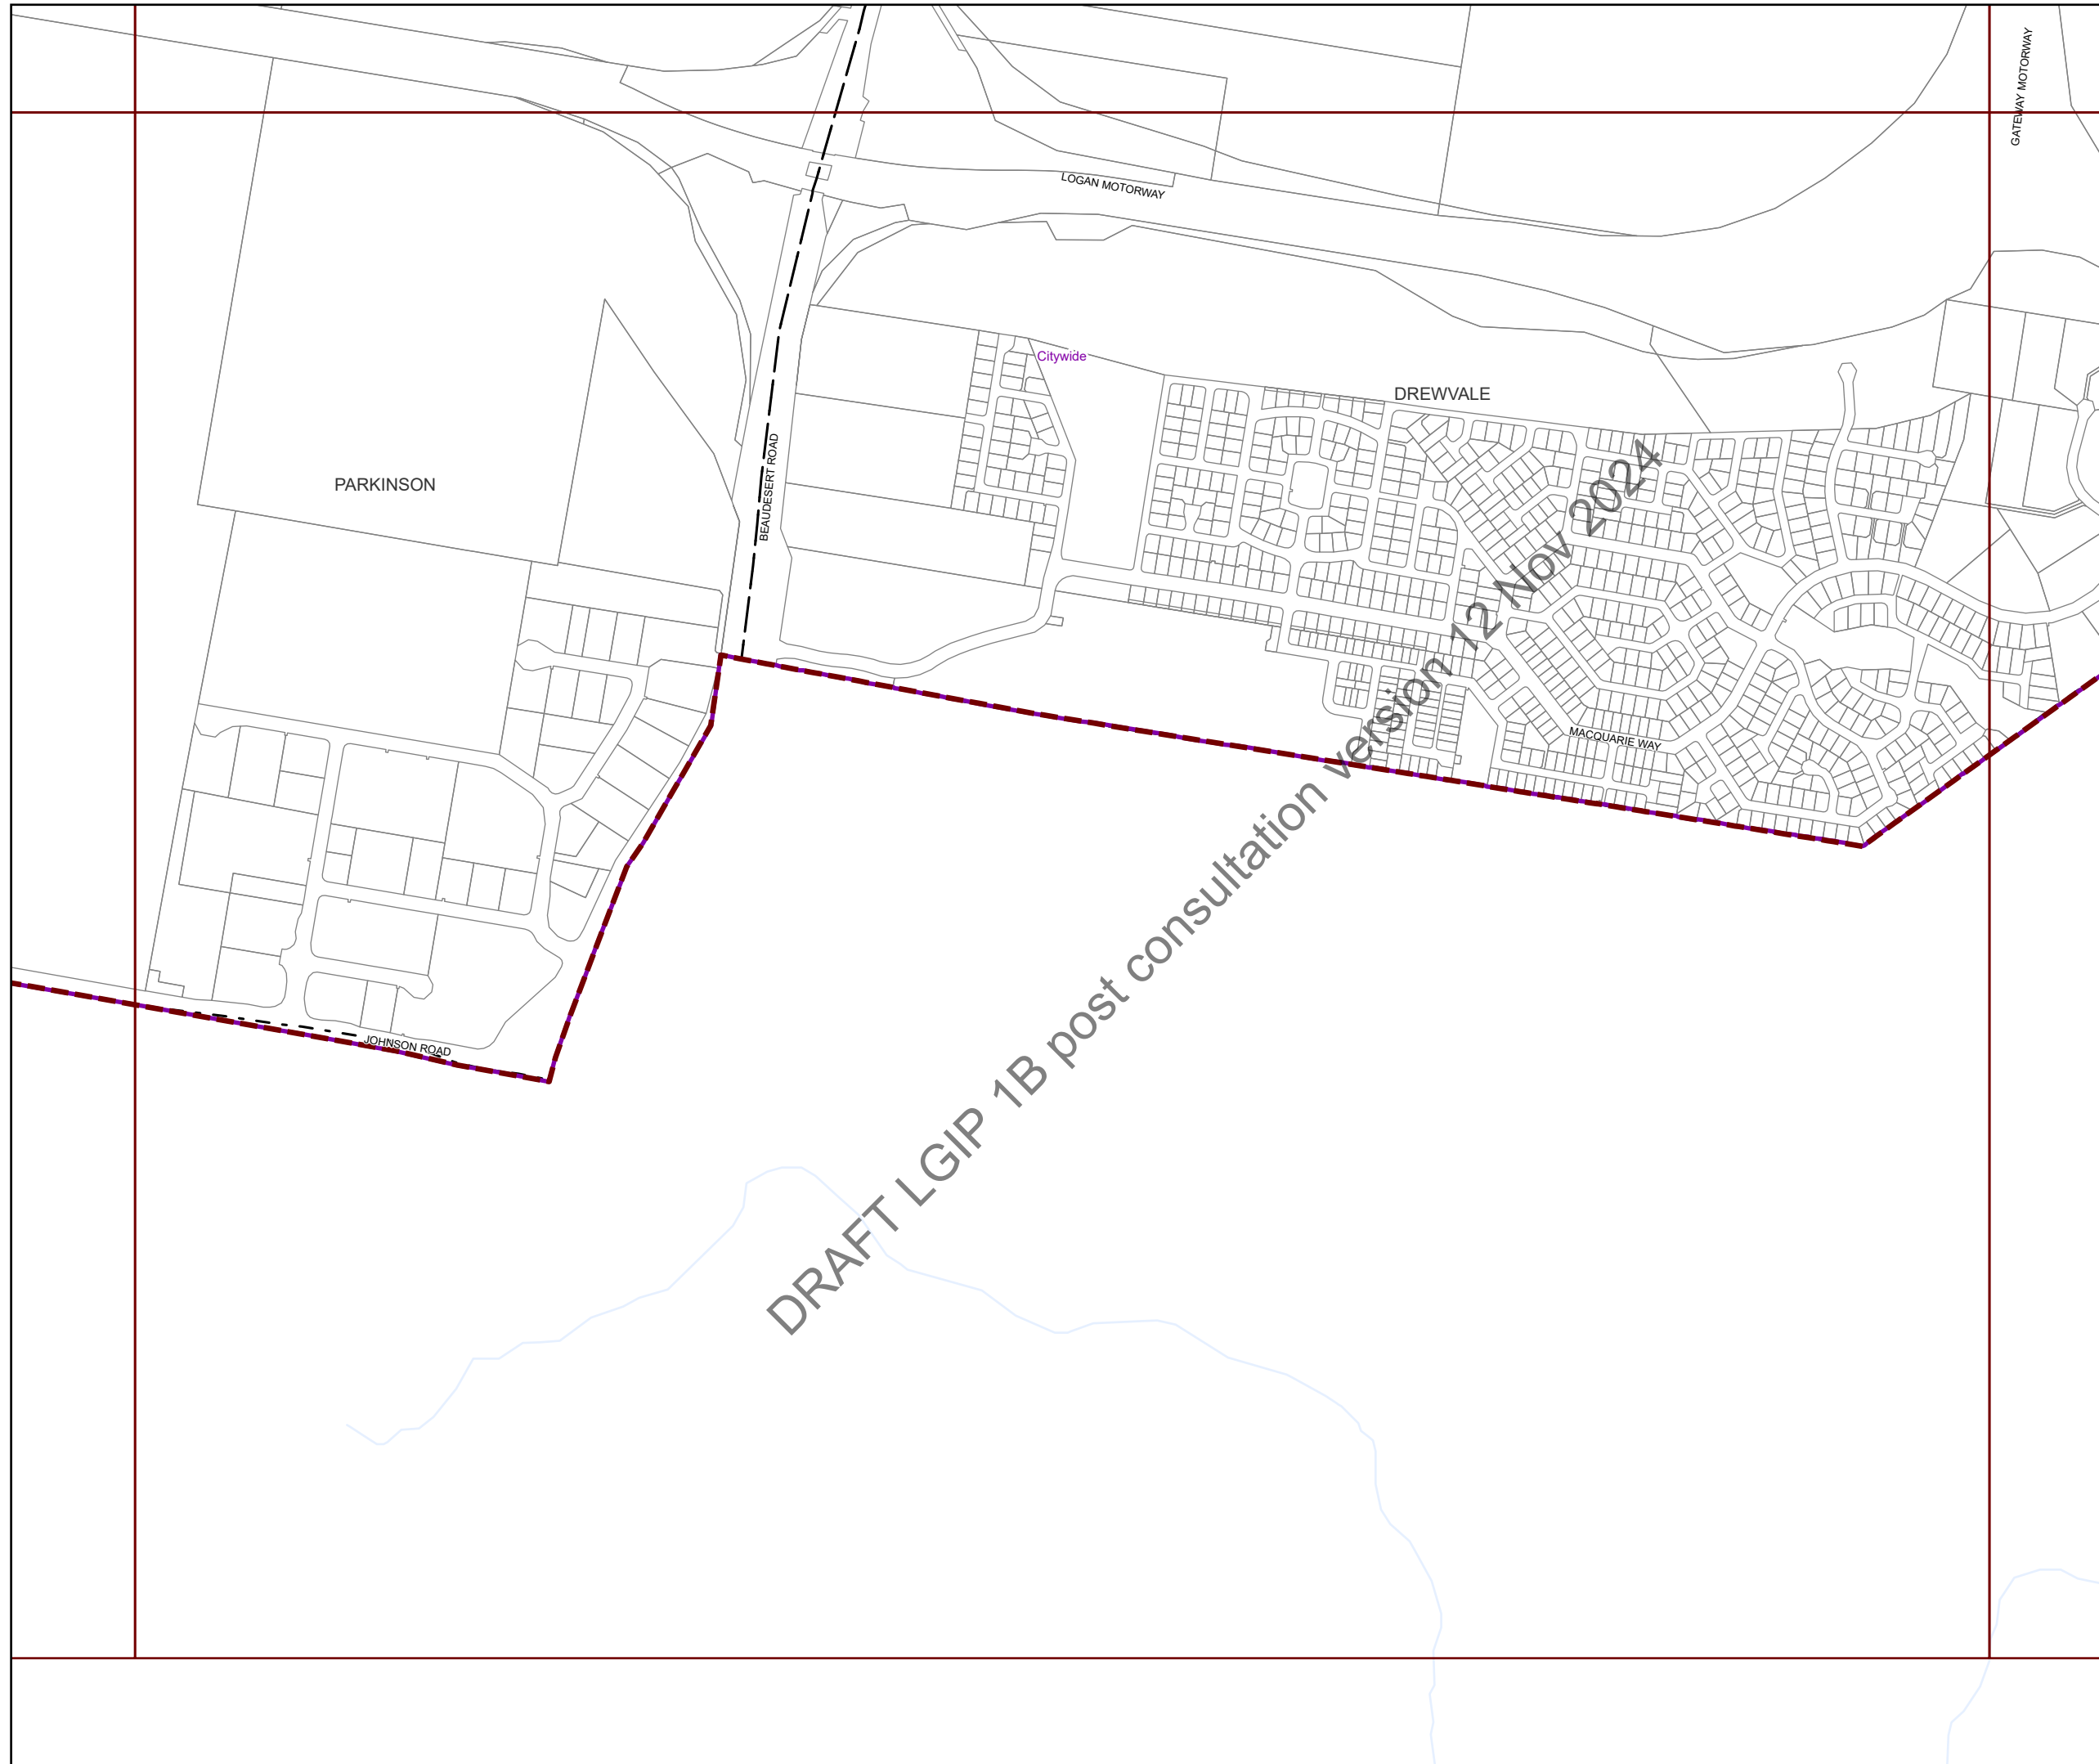 GATEWAY MOTORWAY
LOGAN MOTORWAY
Citywide
DREWVALE
PARKINSON
BEAUDESERT ROAD
MACQUARIE WAY
JOHNSON ROAD
DRAFT LGIP 1B post consultation version 12 Nov 2024